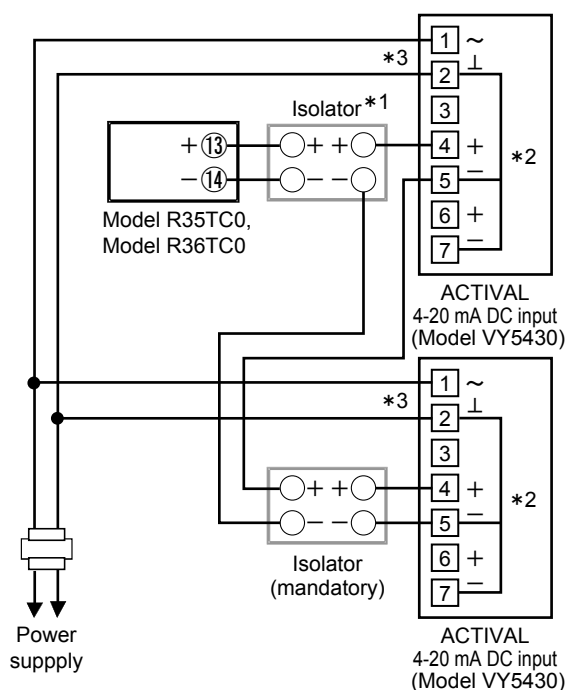 1 ~
*3
2 ⊥
Isolator*1
3
+ ⑬ + + 4 +
*2
− ⑭ − − 5 −
Model R35TC0,
Model R36TC0
6 +
7 −
ACTIVAL
4-20 mA DC input
(Model VY5430)
1 ~
*3
2 ⊥
3
+ + 4 +
*2
− − 5 −
Isolator
(mandatory)
6 +
7 −
Power
suppply
ACTIVAL
4-20 mA DC input
(Model VY5430)